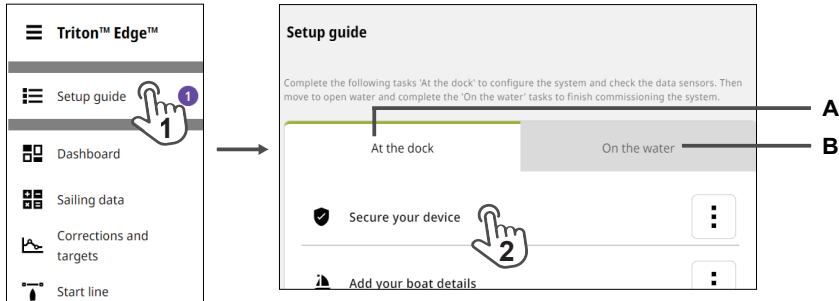 Triton™ Edge™
Setup guide
1
1
Dashboard
Sailing data
Corrections and
targets
Start line
Setup guide
Complete the following tasks 'At the dock' to configure the system and check the data sensors. Then
move to open water and complete the 'On the water' tasks to finish commissioning the system.
A
At the dock
On the water
B
Secure your device
2
Add your boat details